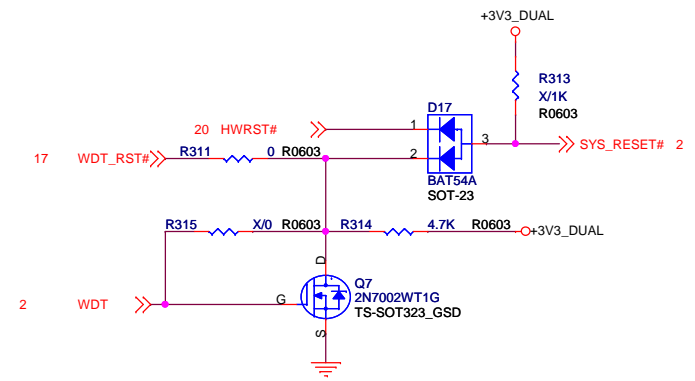 +3V3_DUAL
R313
X/1K
R0603
D17
20 HWRST# 1
3 SYS_RESET# 2
17 WDT_RST# R311 0 R0603 2
BAT54A
SOT-23
R315 X/0 R0603 R314 4.7K R0603 +3V3_DUAL
D
Q7
2N7002WT1G
TS-SOT323_GSD
2 WDT G
S